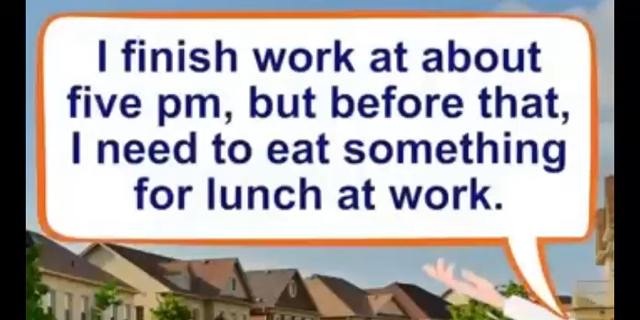 I finish work at about
five pm, but before that,
I need to eat something
for lunch at work.